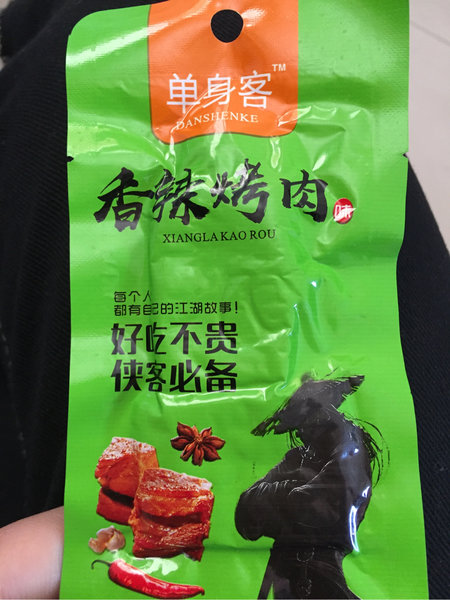 单身客™
DANSHENKE
香辣烤肉味
XIANGLA KAO ROU
每个人
都有自己的江湖故事！
好吃不贵
侠客必备